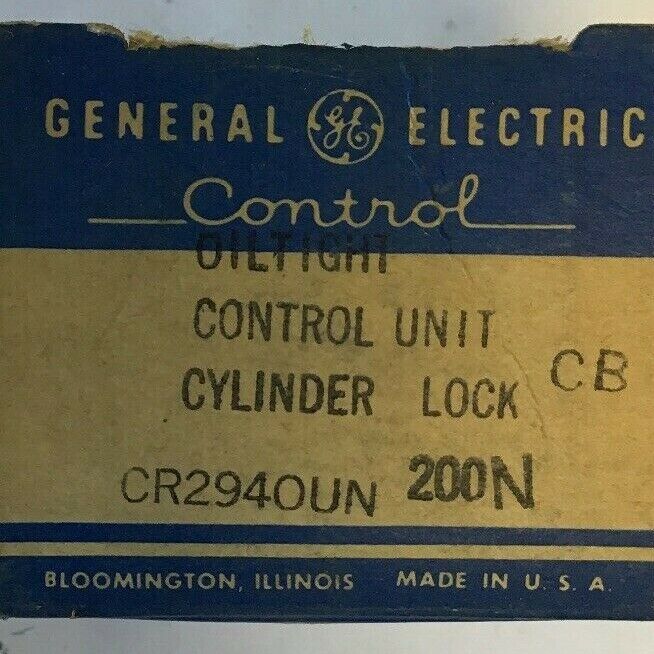 GENERAL GE ELECTRIC
Control
OILTIGHT
CONTROL UNIT
CYLINDER LOCK CB
CR2940UN 200N
BLOOMINGTON, ILLINOIS MADE IN U. S. A.